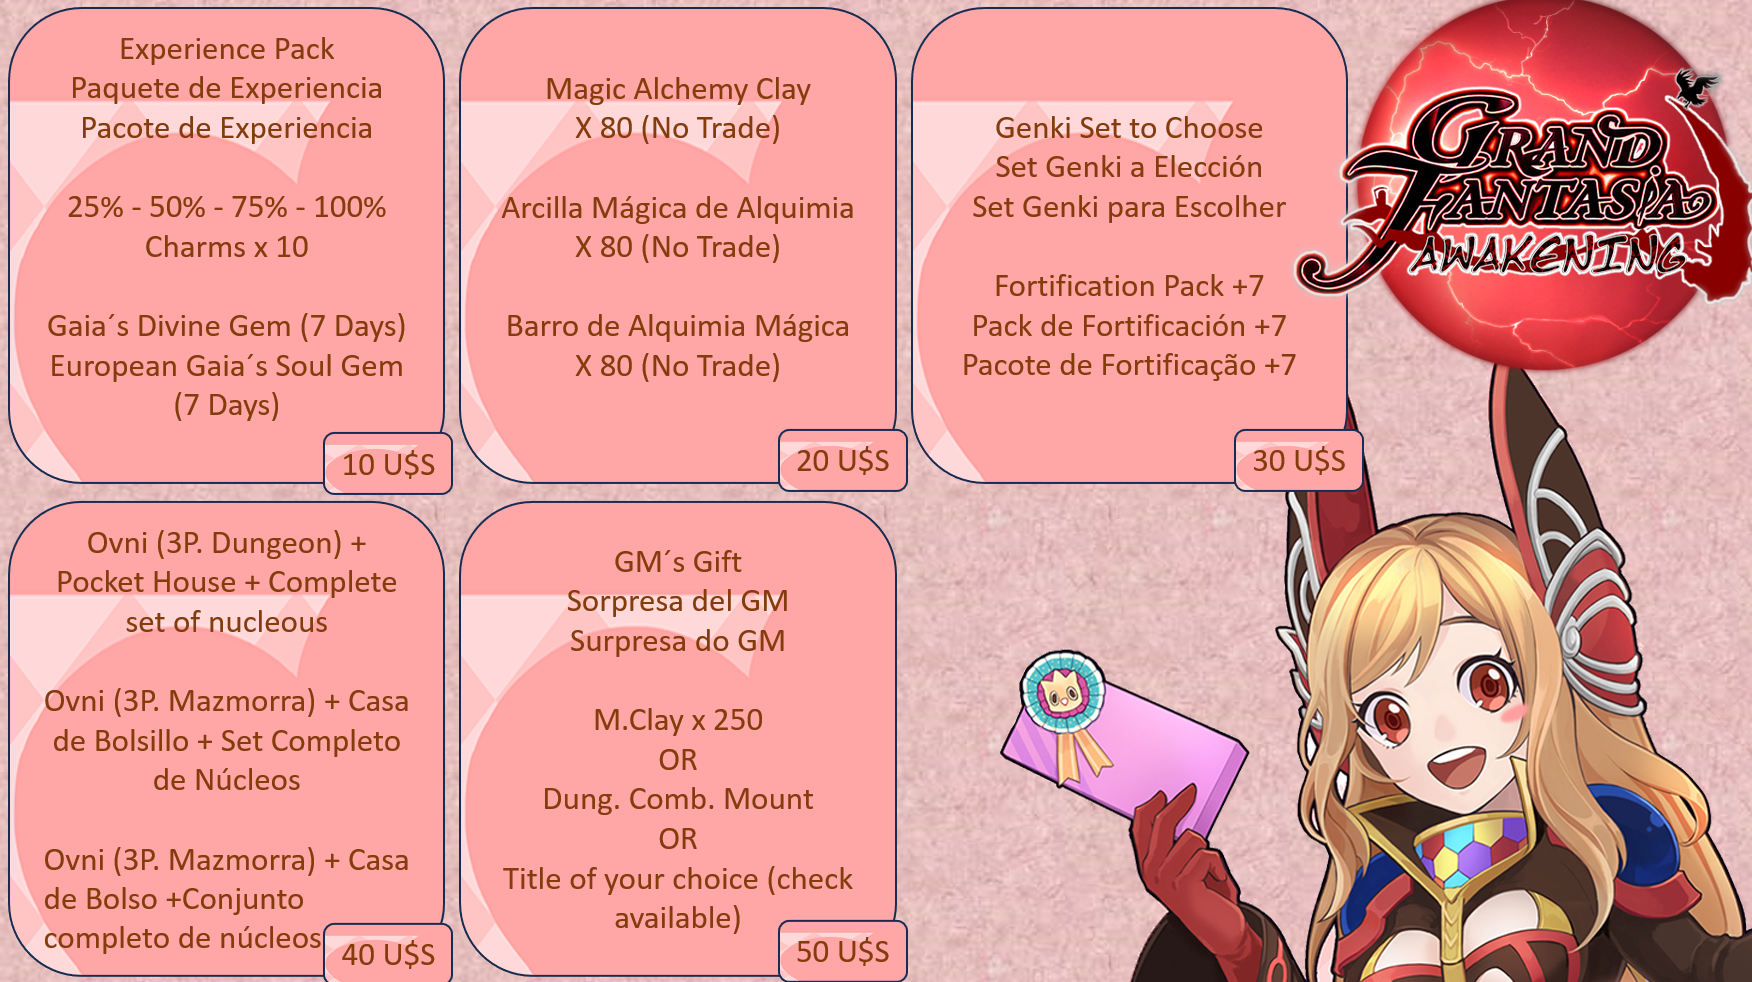 Experience Pack
Paquete de Experiencia
Pacote de Experiencia
25% - 50% - 75% - 100%
Charms x 10
Gaia´s Divine Gem (7 Days)
European Gaia´s Soul Gem
(7 Days)
10 U$S
Magic Alchemy Clay
X 80 (No Trade)
Arcilla Mágica de Alquimia
X 80 (No Trade)
Barro de Alquimia Mágica
X 80 (No Trade)
20 U$S
Genki Set to Choose
Set Genki a Elección
Set Genki para Escolher
Fortification Pack +7
Pack de Fortificación +7
Pacote de Fortificação +7
30 U$S
GRAND
FANTASIA
AWAKENING
Ovni (3P. Dungeon) +
Pocket House + Complete
set of nucleous
Ovni (3P. Mazmorra) + Casa
de Bolsillo + Set Completo
de Núcleos
Ovni (3P. Mazmorra) + Casa
de Bolso +Conjunto
completo de núcleos
40 U$S
GM´s Gift
Sorpresa del GM
Surpresa do GM
M.Clay x 250
OR
Dung. Comb. Mount
OR
Title of your choice (check
available)
50 U$S